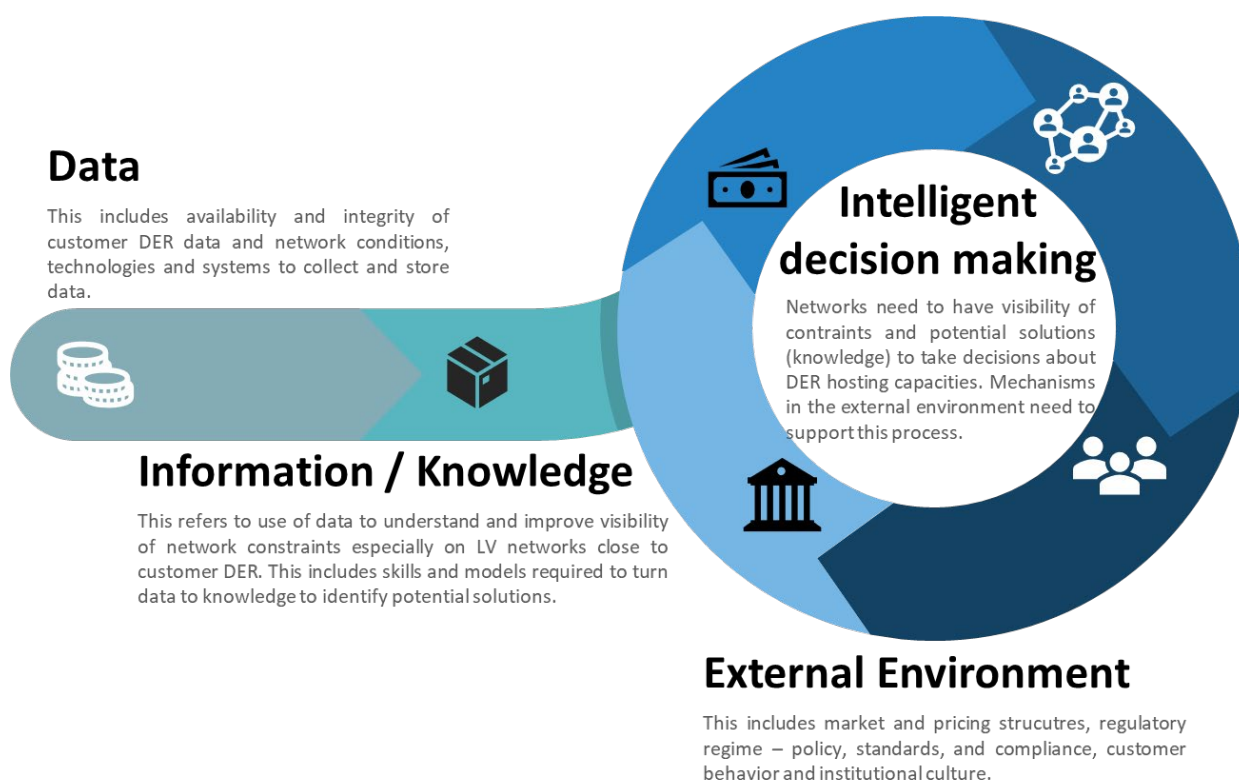 Data
This includes availability and integrity of
customer DER data and network conditions,
technologies and systems to collect and store
data.
Information / Knowledge
This refers to use of data to understand and improve visibility
of network constraints especially on LV networks close to
customer DER. This includes skills and models required to turn
data to knowledge to identify potential solutions.
Intelligent
decision making
Networks need to have visibility of
contraints and potential solutions
(knowledge) to take decisions about
DER hosting capacities. Mechanisms
in the external environment need to
support this process.
External Environment
This includes market and pricing strucutres, regulatory
regime – policy, standards, and compliance, customer
behavior and institutional culture.